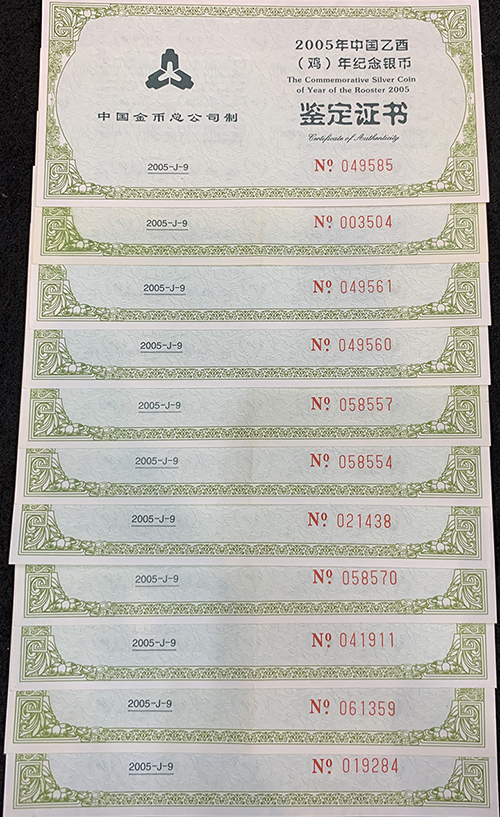 2005年中国乙酉
（鸡）年纪念银币
The Commemorative Silver Coin
of Year of the Rooster 2005
中国金币总公司制
鉴定证书
Certificate of Authenticity
2005-J-9 Nº 049585
2005-J-9 Nº 003504
2005-J-9 Nº 049561
2005-J-9 Nº 049560
2005-J-9 Nº 058557
2005-J-9 Nº 058554
2005-J-9 Nº 021438
2005-J-9 Nº 058570
2005-J-9 Nº 041911
2005-J-9 Nº 061359
2005-J-9 Nº 019284